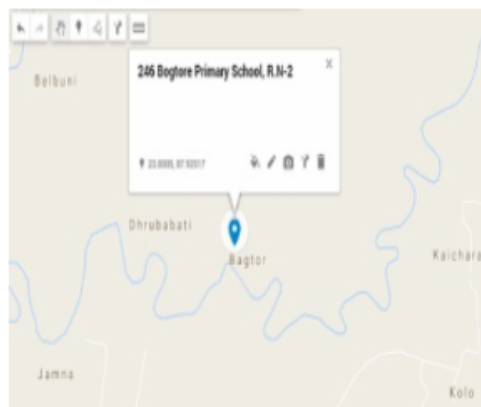 Belbuni
246 Bogtore Primary School, R.N-2
Dhrubabati
Bagtor
Kaichara
Jamna
Kolo